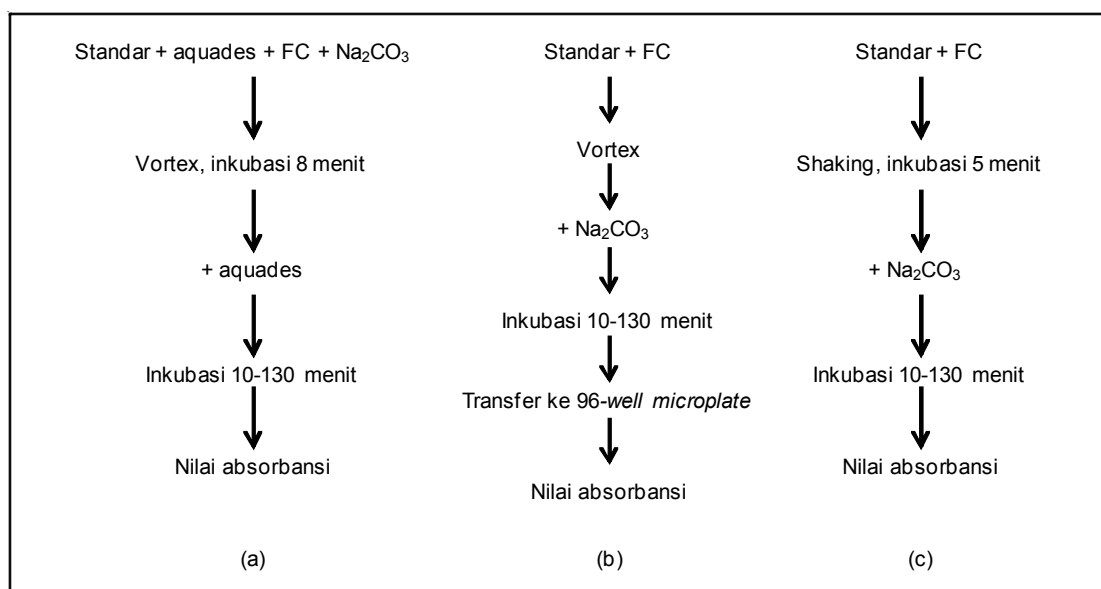 Standar + aquades + FC + Na₂CO₃
Vortex, inkubasi 8 menit
+ aquades
Inkubasi 10-130 menit
Nilai absorbansi
(a)
Standar + FC
Vortex
+ Na₂CO₃
Inkubasi 10-130 menit
Transfer ke 96-well microplate
Nilai absorbansi
(b)
Standar + FC
Shaking, inkubasi 5 menit
+ Na₂CO₃
Inkubasi 10-130 menit
Nilai absorbansi
(c)